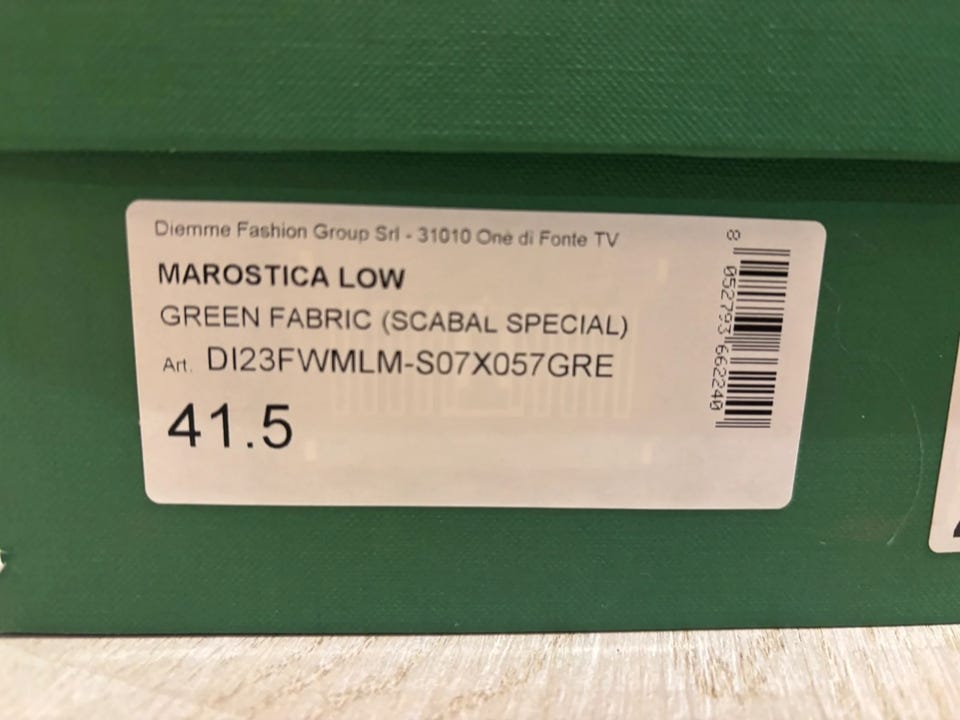 Diemme Fashion Group Srl - 31010 One di Fonte TV
MAROSTICA LOW
GREEN FABRIC (SCABAL SPECIAL)
Art. DI23FWMLM-S07X057GRE
41.5
8 052793 662240